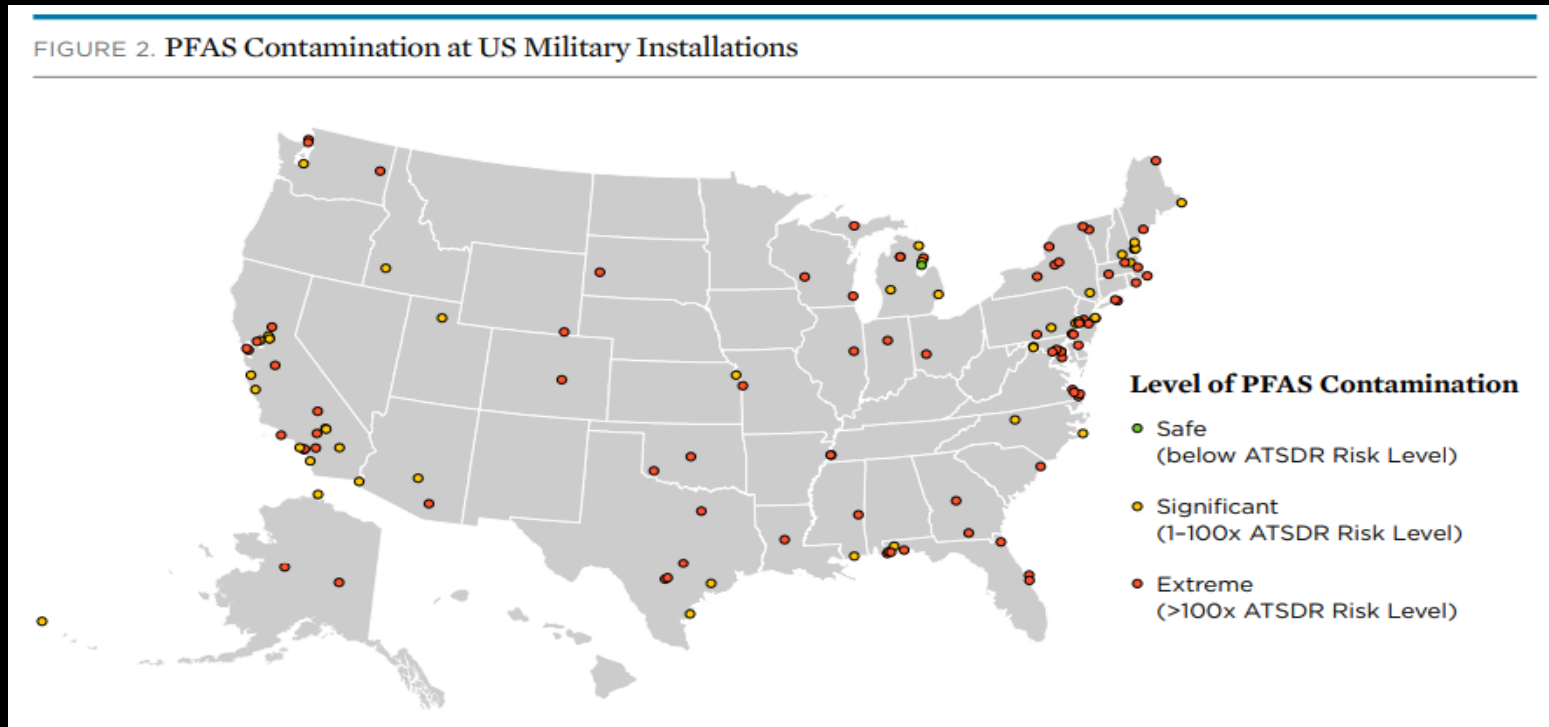 FIGURE 2. PFAS Contamination at US Military Installations
Level of PFAS Contamination
Safe
(below ATSDR Risk Level)
Significant
(1–100x ATSDR Risk Level)
Extreme
(>100x ATSDR Risk Level)